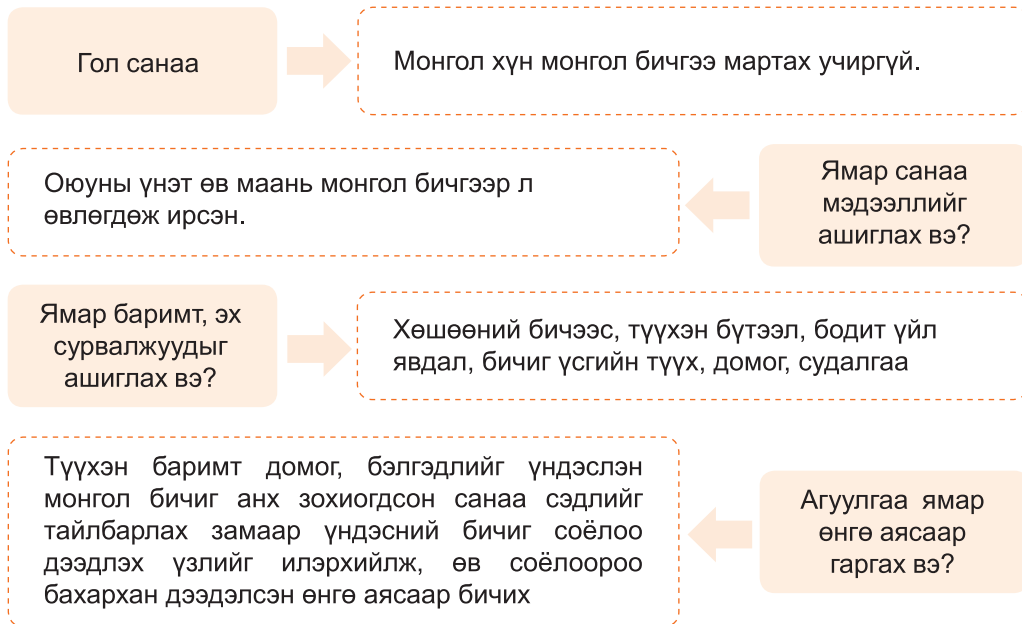 Гол санаа
Монгол хүн монгол бичгээ мартах учиргүй.
Оюуны үнэт өв маань монгол бичгээр л
өвлөгдөж ирсэн.
Ямар санаа
мэдээллийг
ашиглах вэ?
Ямар баримт, эх
сурвалжуудыг
ашиглах вэ?
Хөшөөний бичээс, түүхэн бүтээл, бодит үйл
явдал, бичиг үсгийн түүх, домог, судалгаа
Түүхэн баримт домог, бэлгэдлийг үндэслэн
монгол бичиг анх зохиогдсон санаа сэдлийг
тайлбарлах замаар үндэсний бичиг соёлоо
дээдлэх үзлийг илэрхийлж, өв соёлоороо
бахархан дээдэлсэн өнгө аясаар бичих
Агуулгаа ямар
өнгө аясаар
гаргах вэ?